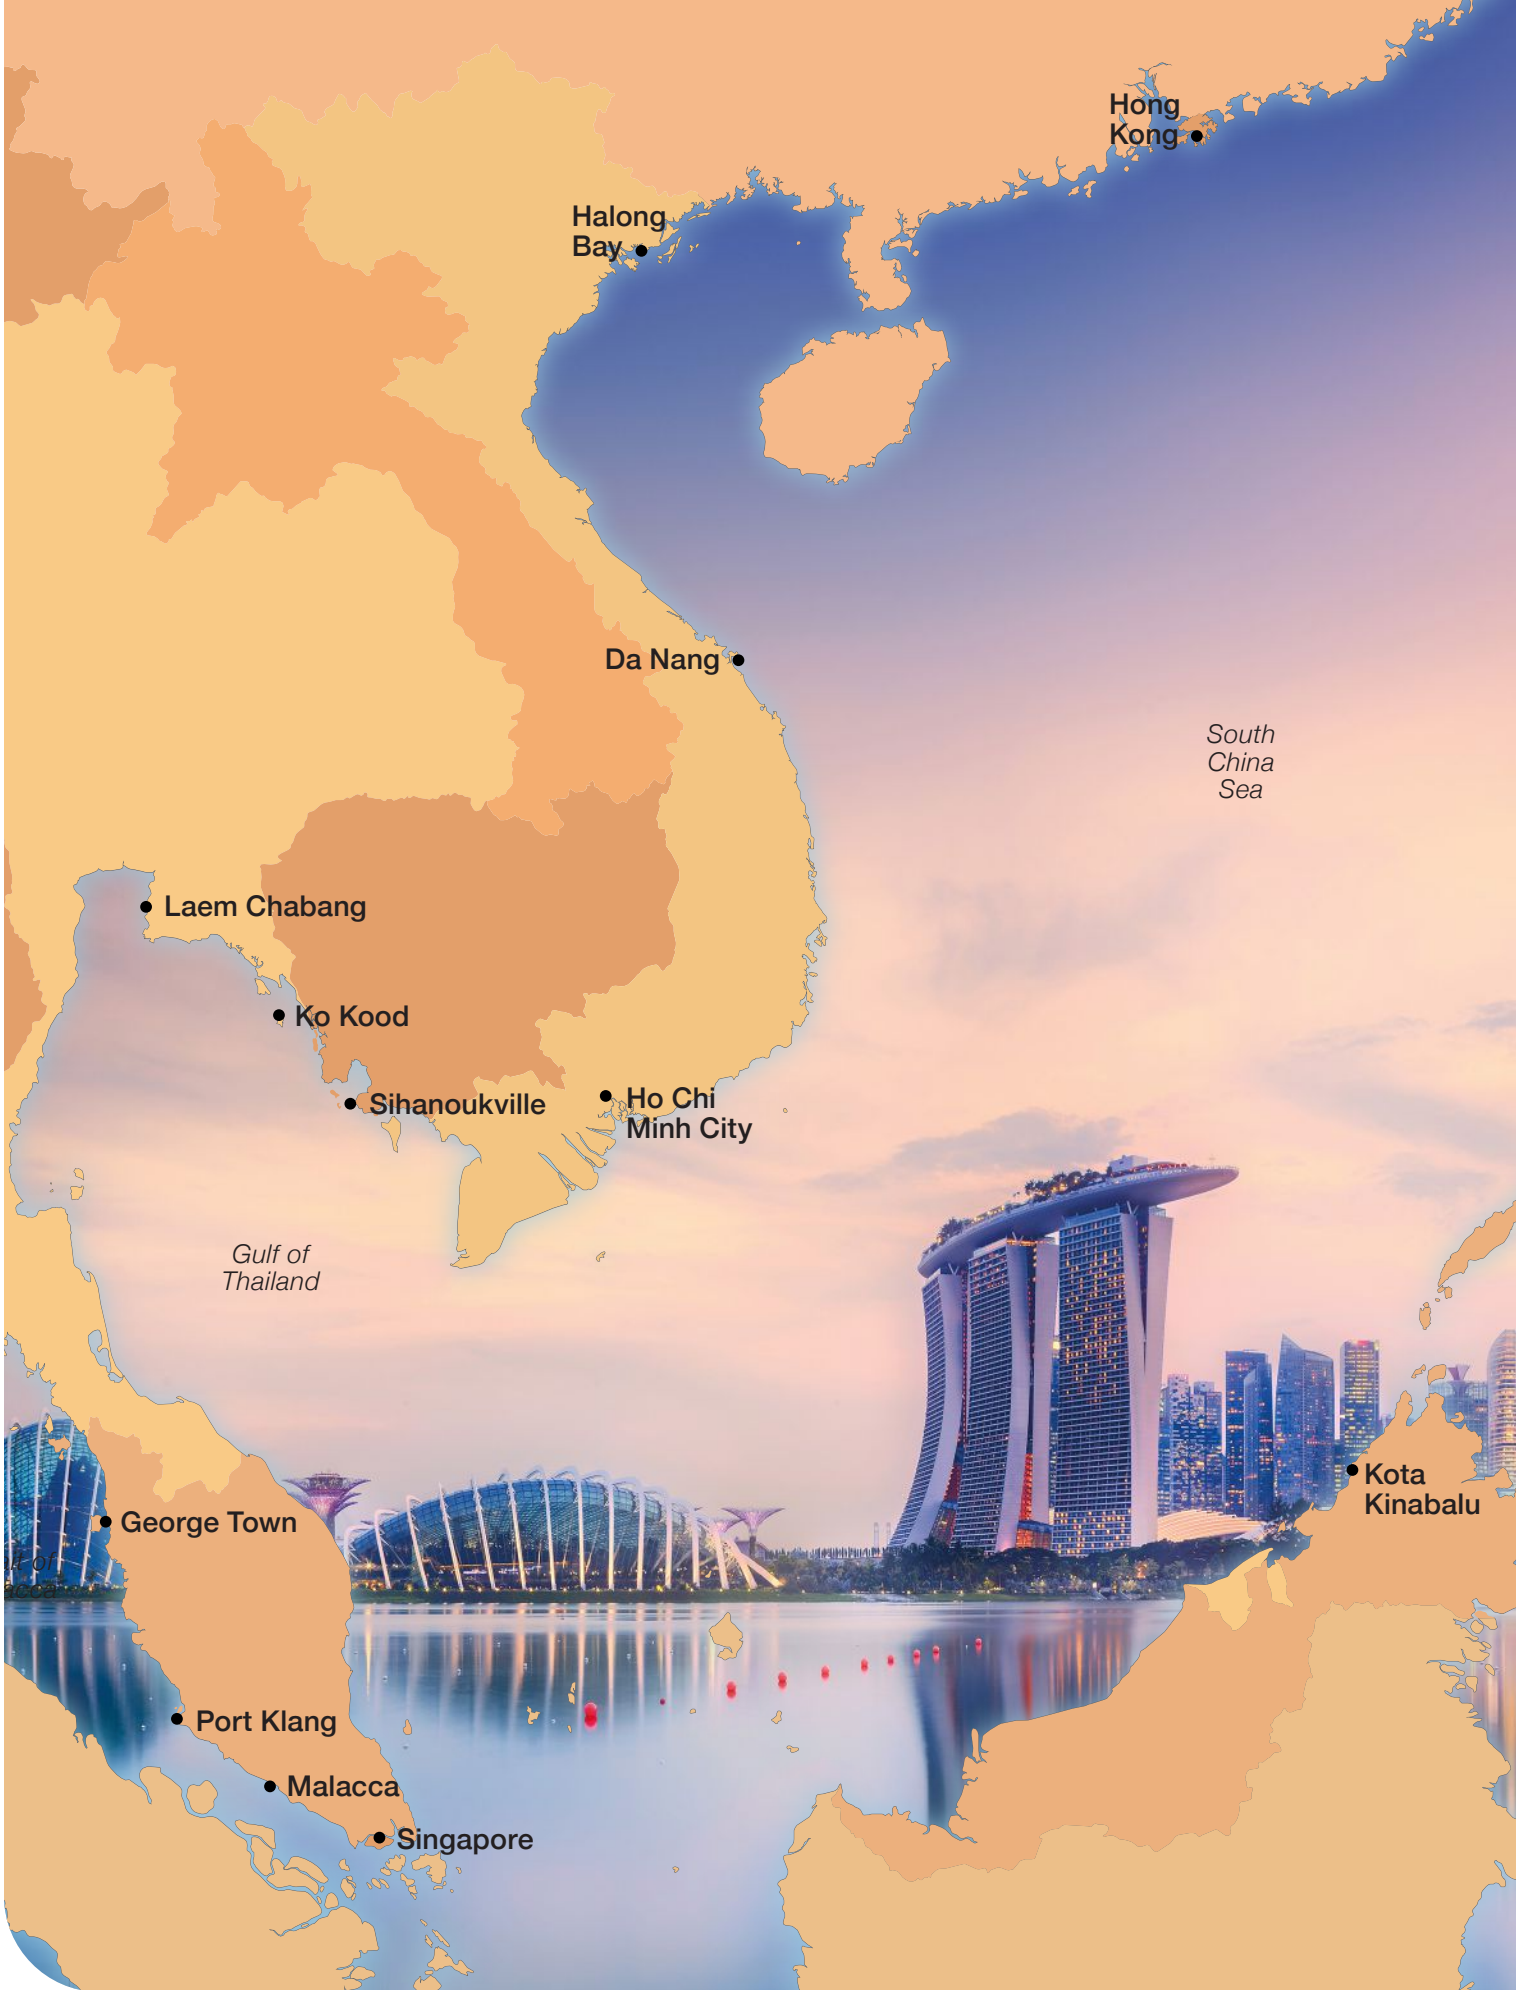 Hong
Kong
Halong
Bay
Da Nang
South
China
Sea
Laem Chabang
Ko Kood
Sihanoukville
Ho Chi
Minh City
Gulf of
Thailand
Kota
Kinabalu
George Town
of
Port Klang
Malacca
Singapore